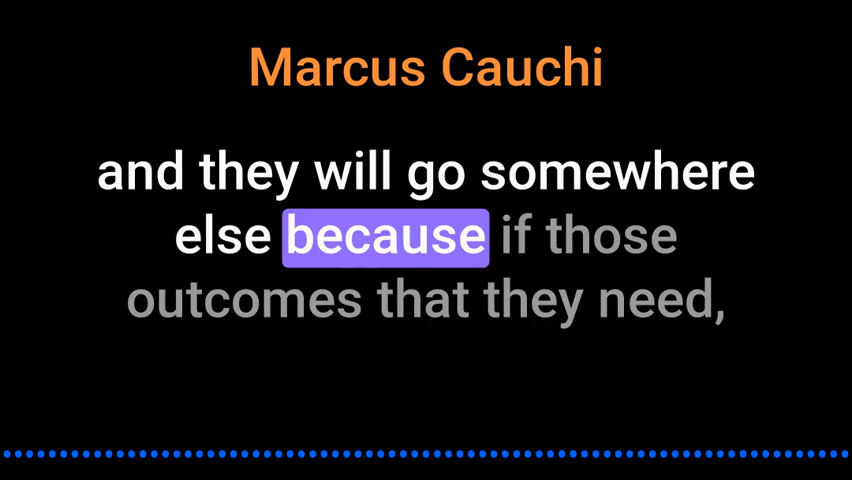 Marcus Cauchi
and they will go somewhere
else because if those
outcomes that they need,